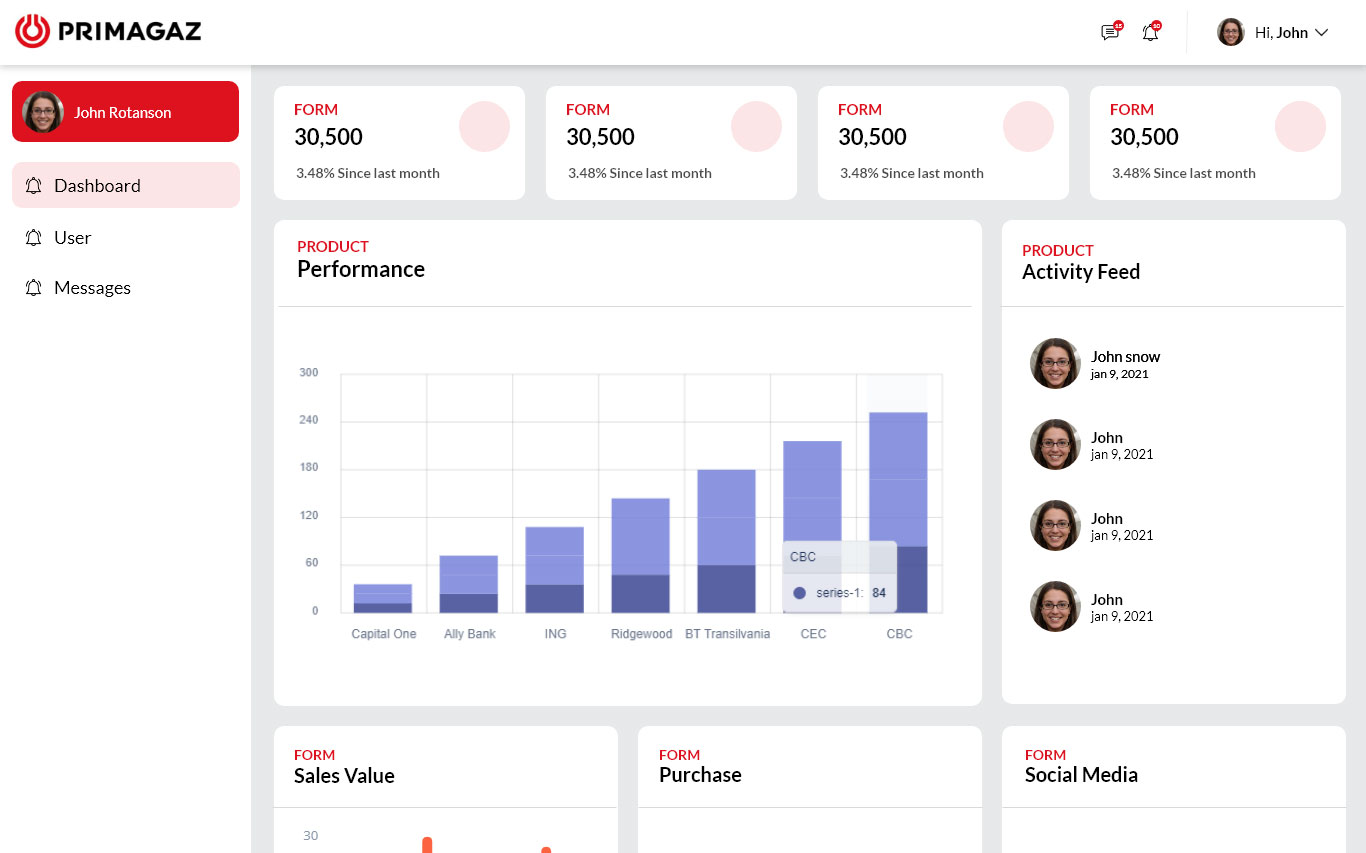 PRIMAGAZ
15
10
Hi, John
John Rotanson
Dashboard
User
Messages
FORM
30,500
3.48% Since last month
FORM
30,500
3.48% Since last month
FORM
30,500
3.48% Since last month
FORM
30,500
3.48% Since last month
PRODUCT
Performance
300
240
180
120
60
0
CBC
series-1: 84
Capital One
Ally Bank
ING
Ridgewood
BT Transilvania
CEC
CBC
PRODUCT
Activity Feed
John snow
jan 9, 2021
John
jan 9, 2021
John
jan 9, 2021
John
jan 9, 2021
FORM
Sales Value
30
FORM
Purchase
FORM
Social Media